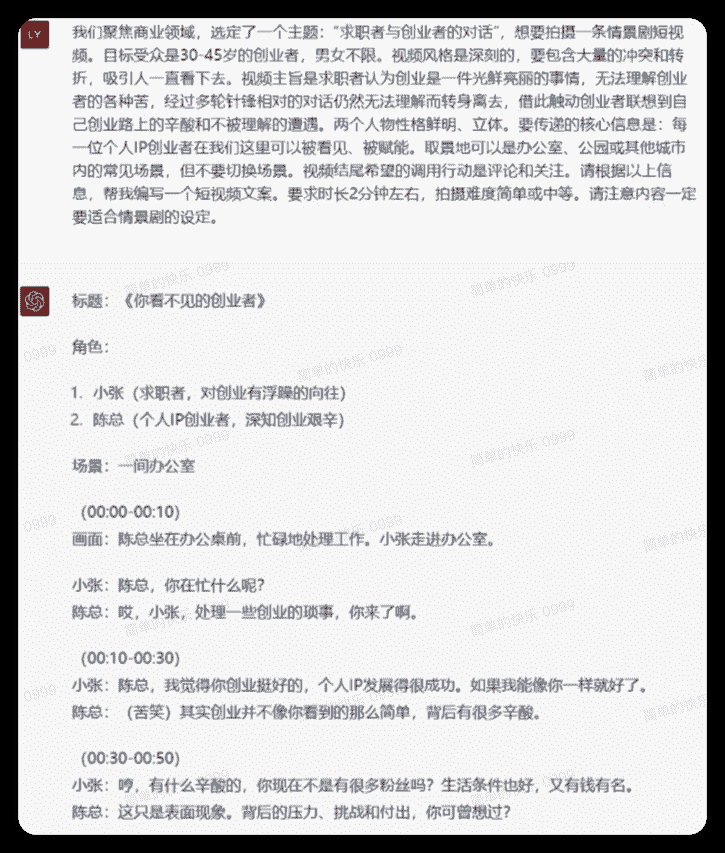 LY
我们聚焦商业领域，选定了一个主题：“求职者与创业者的对话”，想要拍摄一条情景剧短视
频。目标受众是30-45岁的创业者，男女不限。视频风格是深刻的，要包含大量的冲突和转
折，吸引人一直看下去。视频主旨是求职者认为创业是一件光鲜亮丽的事情，无法理解创业
者的各种苦，经过多轮针锋相对的对话仍然无法理解而转身离去，借此触动创业者联想到自
己创业路上的辛酸和不被理解的遭遇。两个人物性格鲜明、立体。要传递的核心信息是：每
一位个人IP创业者在我们这里可以被看见、被赋能。取景地可以是办公室、公园或其他城市
内的常见场景，但不要切换场景。视频结尾希望的调用行动是评论和关注。请根据以上信
息，帮我编写一个短视频文案。要求时长2分钟左右，拍摄难度简单或中等。请注意内容一定
要适合情景剧的设定。
标题：《你看不见的创业者》
角色：
1. 小张（求职者，对创业有浮躁的向往）
2. 陈总（个人IP创业者，深知创业艰辛）
场景：一间办公室
（00:00-00:10）
画面：陈总坐在办公桌前，忙碌地处理工作。小张走进办公室。
小张：陈总，你在忙什么呢？
陈总：哎，小张，处理一些创业的琐事，你来了啊。
（00:10-00:30）
小张：陈总，我觉得你创业挺好的，个人IP发展得很成功。如果我能像你一样就好了。
陈总：（苦笑）其实创业并不像你看到的那么简单，背后有很多辛酸。
（00:30-00:50）
小张：哼，有什么辛酸的，你现在不是有很多粉丝吗？生活条件也好，又有钱有名。
陈总：这只是表面现象。背后的压力、挑战和付出，你可曾想过？
简单的快乐 0999